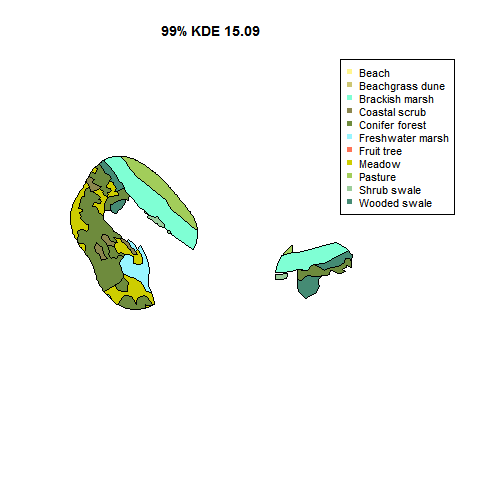 99% KDE 15.09
Beach
Beachgrass dune
Brackish marsh
Coastal scrub
Conifer forest
Freshwater marsh
Fruit tree
Meadow
Pasture
Shrub swale
Wooded swale